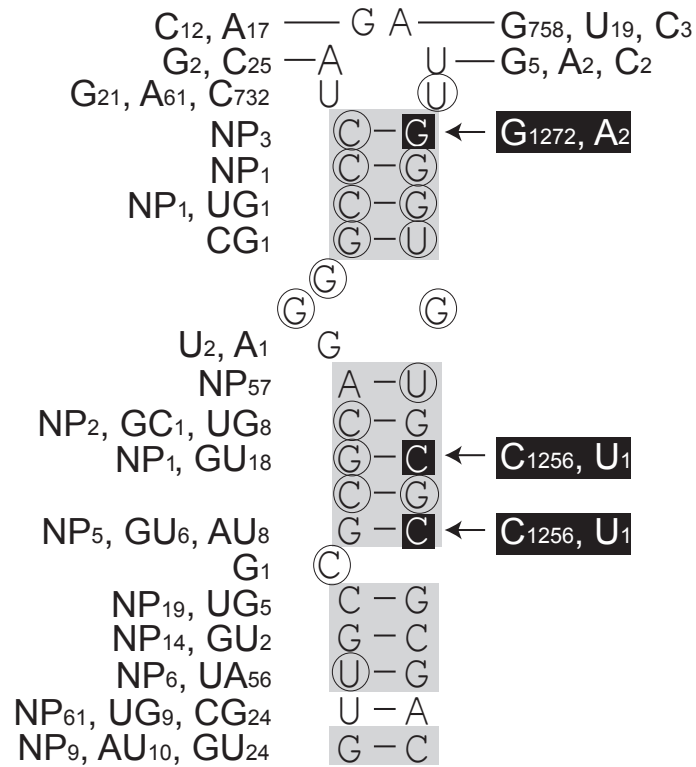 C12, A17 — G A — G758, U19, C3
G2, C25 — A U — G5, A2, C2
G21, A61, C732 U U
NP3 C – G ← G1272, A2
NP1 C – G
NP1, UG1 C – G
CG1 G – U
G
G G
U2, A1 G
NP57 A – U
NP2, GC1, UG8 C – G
NP1, GU18 G – C ← C1256, U1
C – G
NP5, GU6, AU8 G – C ← C1256, U1
G1 C
NP19, UG5 C – G
NP14, GU2 G – C
NP6, UA56 U – G
NP61, UG9, CG24 U – A
NP9, AU10, GU24 G – C